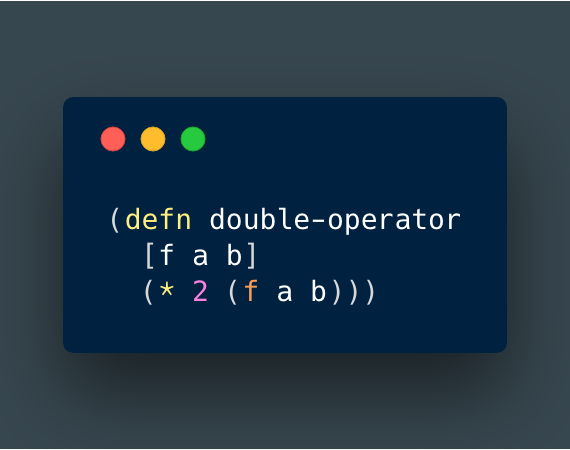 (defn double-operator
  [f a b]
  (* 2 (f a b)))